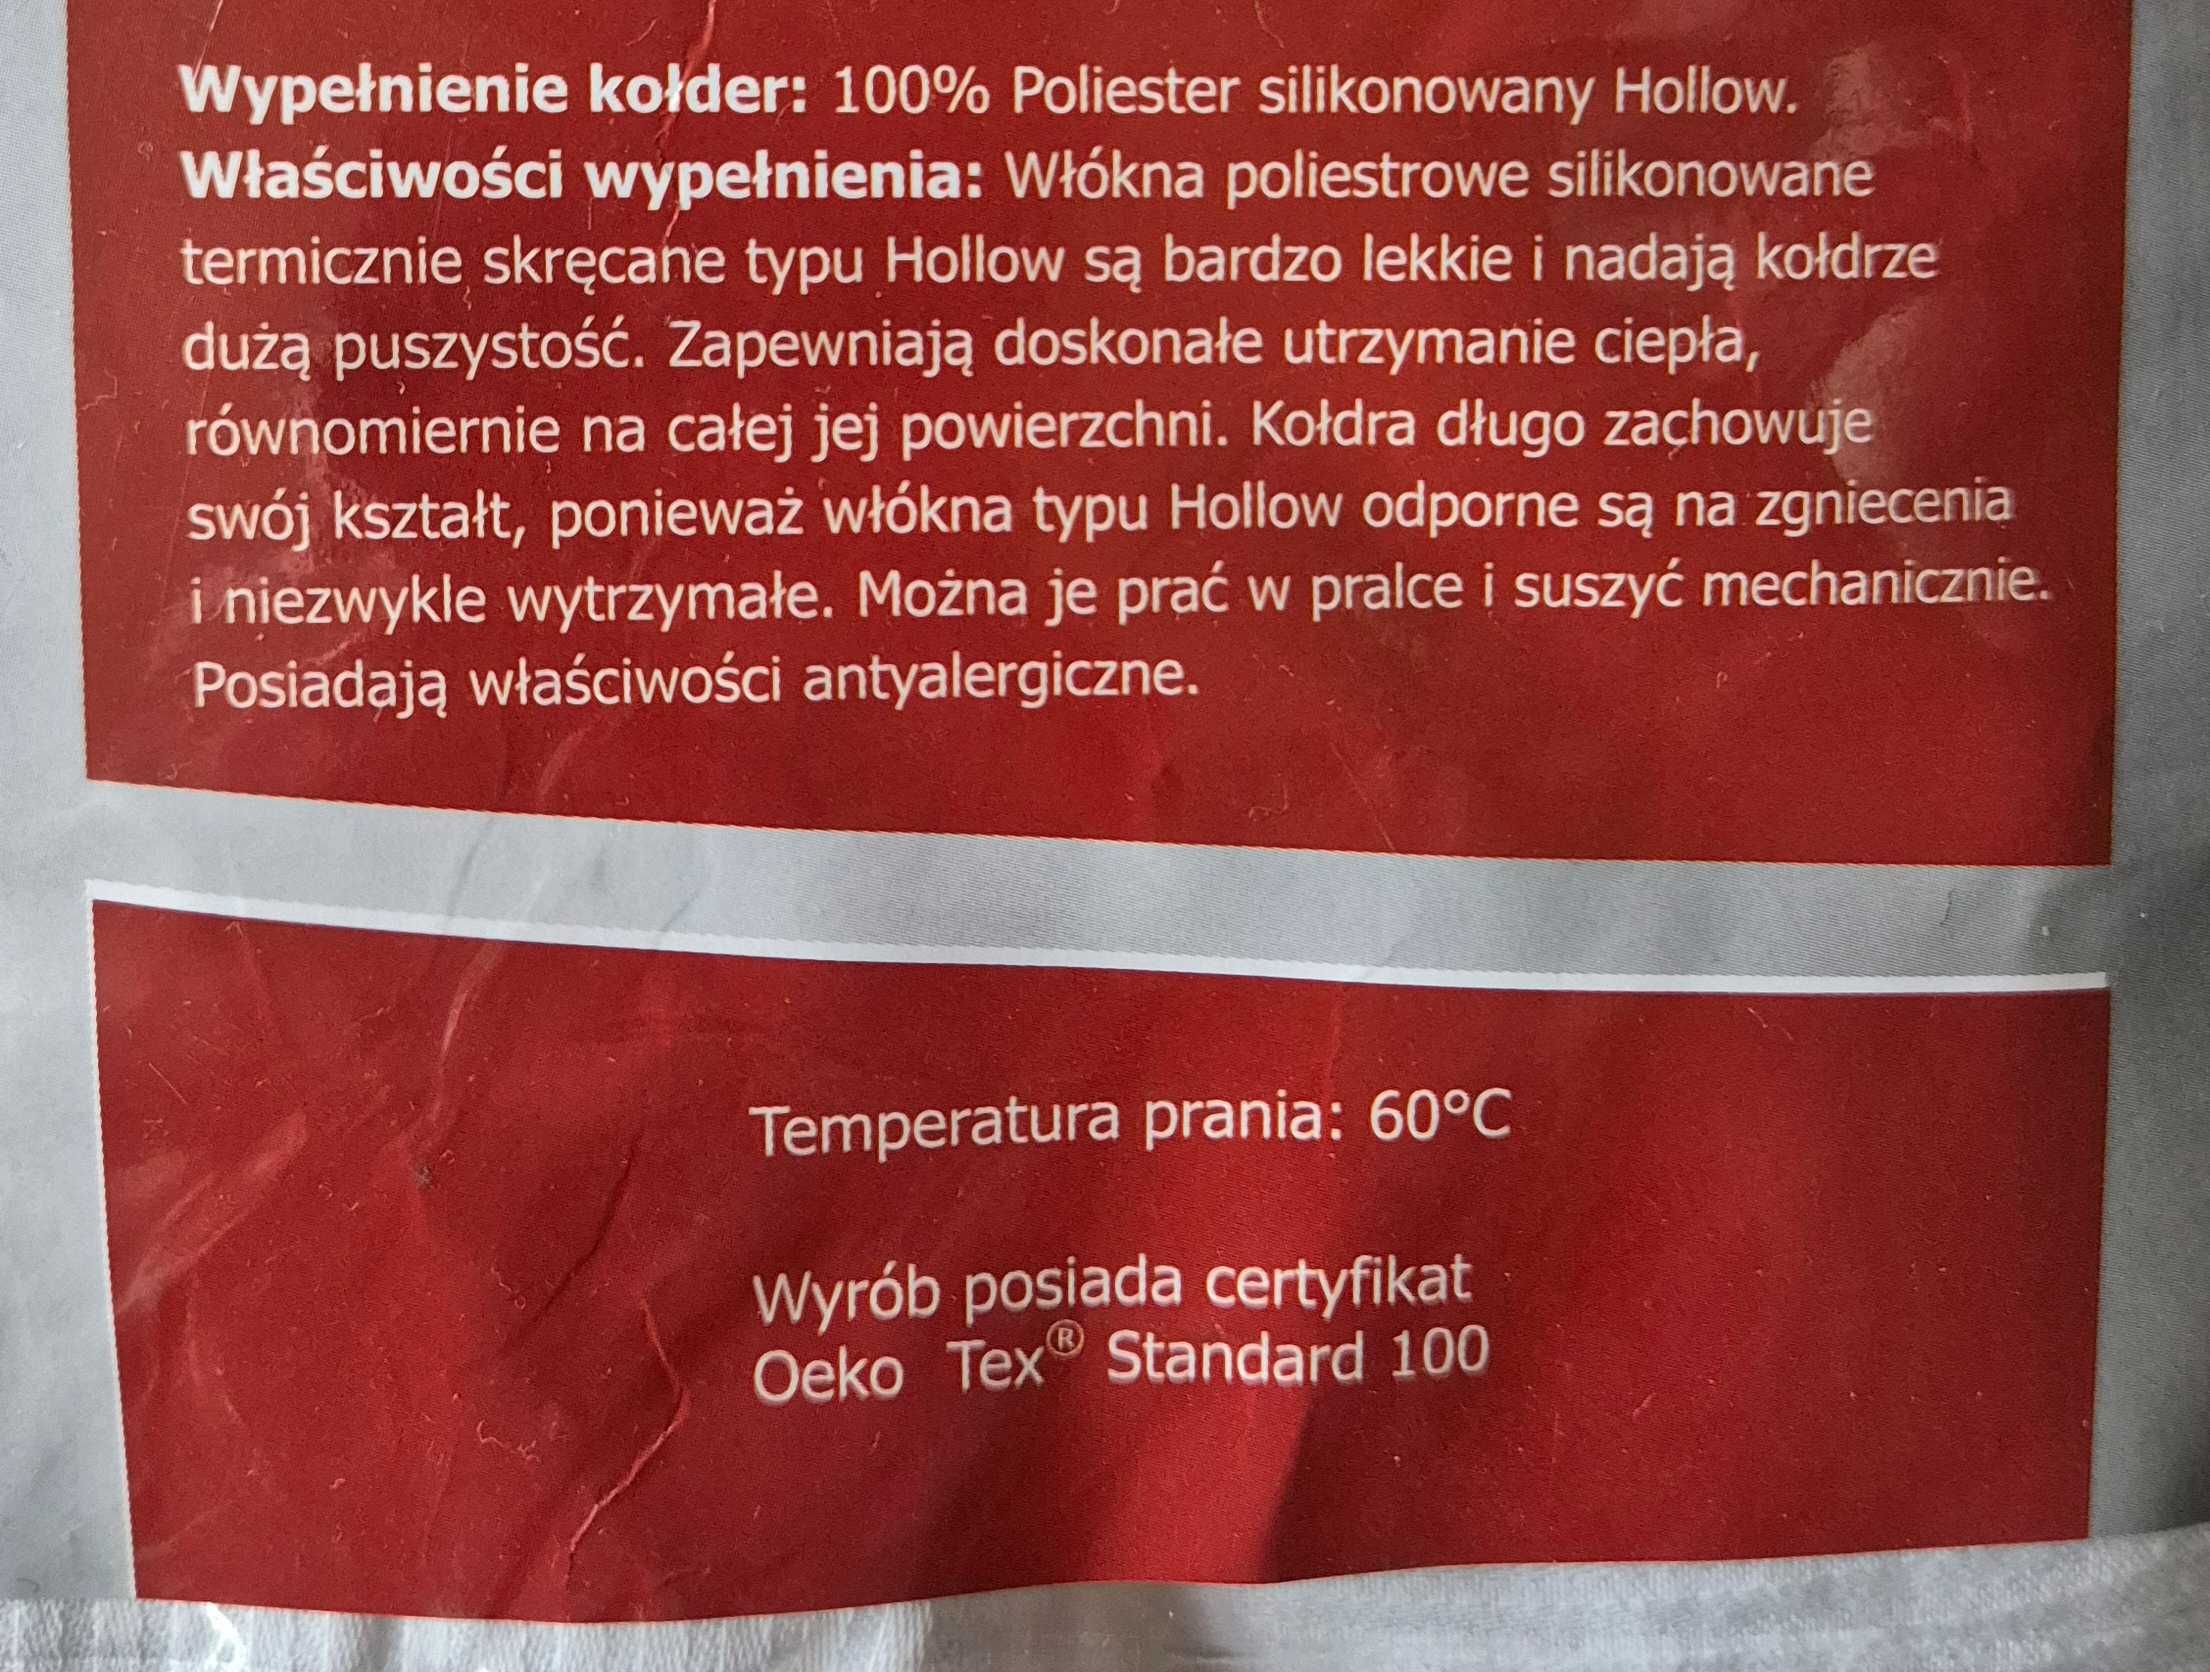 Wypełnienie kołder: 100% Poliester silikonowany Hollow.
Właściwości wypełnienia: Włókna poliestrowe silikonowane
termicznie skręcane typu Hollow są bardzo lekkie i nadają kołdrze
dużą puszystość. Zapewniają doskonałe utrzymanie ciepła,
równomiernie na całej jej powierzchni. Kołdra długo zachowuje
swój kształt, ponieważ włókna typu Hollow odporne są na zgniecenia
i niezwykle wytrzymałe. Można je prać w pralce i suszyć mechanicznie.
Posiadają właściwości antyalergiczne.
Temperatura prania: 60°C
Wyrób posiada certyfikat
Oeko Tex® Standard 100